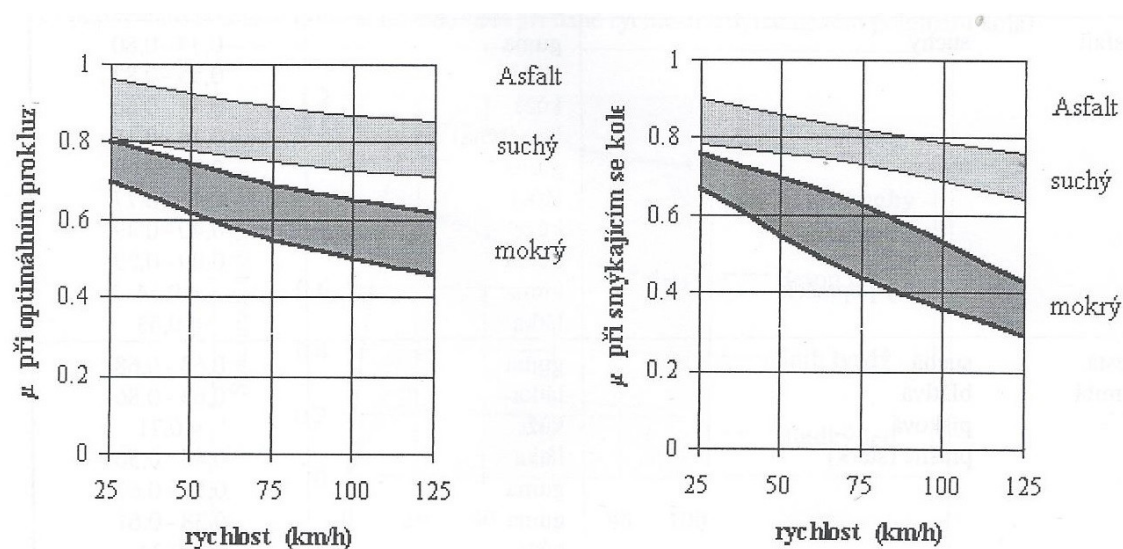 1
0.8
0.6
0.4
0.2
0
μ při optimálním prokluz
Asfalt
suchý
mokrý
25 50 75 100 125
rychlost (km/h)
1
0.8
0.6
0.4
0.2
0
μ při smýkajícím se kole
Asfalt
suchý
mokrý
25 50 75 100 125
rychlost (km/h)